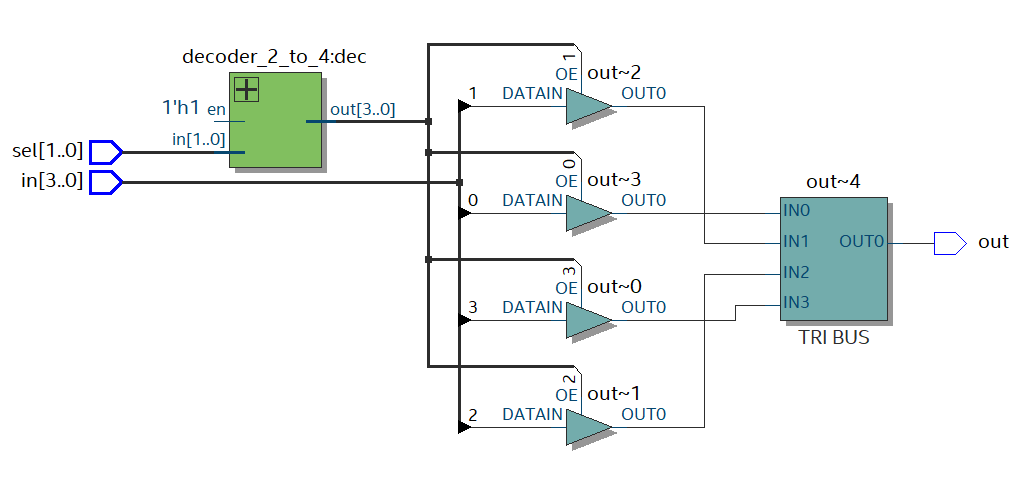 decoder_2_to_4:dec
1'h1 en
out[3..0]
in[1..0]
sel[1..0]
in[3..0]
1
OE
out~2
1
DATAIN
OUT0
0
OE
out~3
0
DATAIN
OUT0
3
OE
out~0
3
DATAIN
OUT0
2
OE
out~1
2
DATAIN
OUT0
out~4
IN0
IN1
OUT0
IN2
IN3
TRI BUS
out